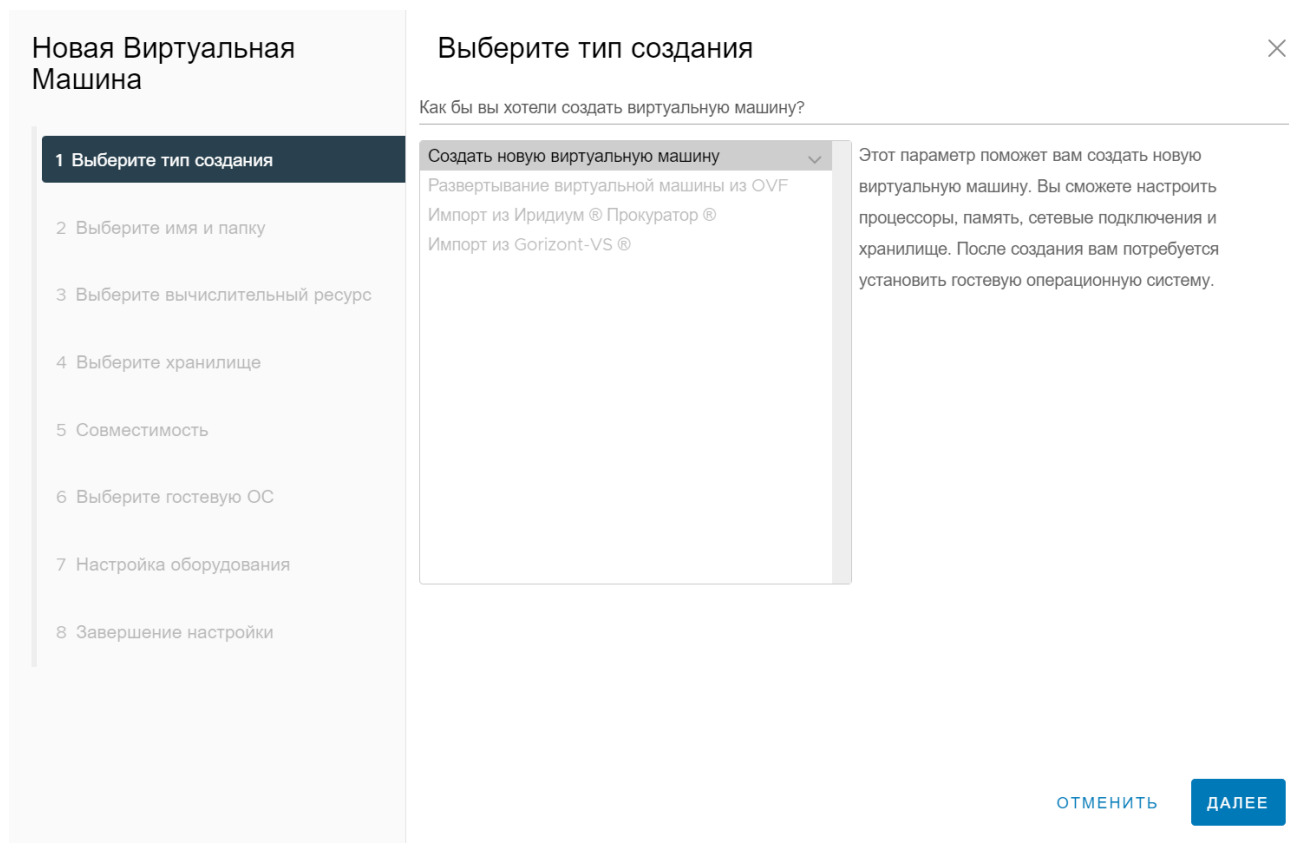 Новая Виртуальная
Машина
1 Выберите тип создания
2 Выберите имя и папку
3 Выберите вычислительный ресурс
4 Выберите хранилище
5 Совместимость
6 Выберите гостевую ОС
7 Настройка оборудования
8 Завершение настройки
Выберите тип создания
Как бы вы хотели создать виртуальную машину?
Создать новую виртуальную машину
Развертывание виртуальной машины из OVF
Импорт из Иридиум ® Прокуратор ®
Импорт из Gorizont-VS ®
Этот параметр поможет вам создать новую
виртуальную машину. Вы сможете настроить
процессоры, память, сетевые подключения и
хранилище. После создания вам потребуется
установить гостевую операционную систему.
ОТМЕНИТЬ
ДАЛЕЕ